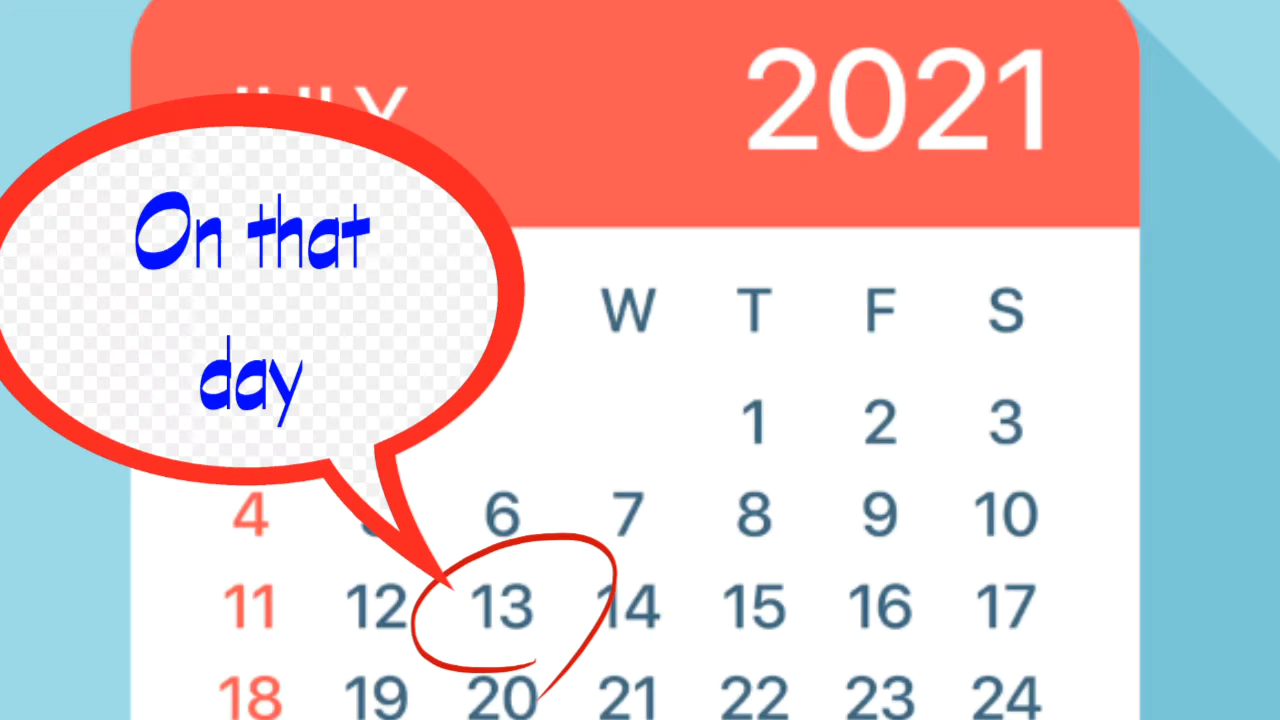 JULY 2021
On that
day
W T F S
1 2 3
4 6 7 8 9 10
11 12 13 14 15 16 17
18 19 20 21 22 23 24